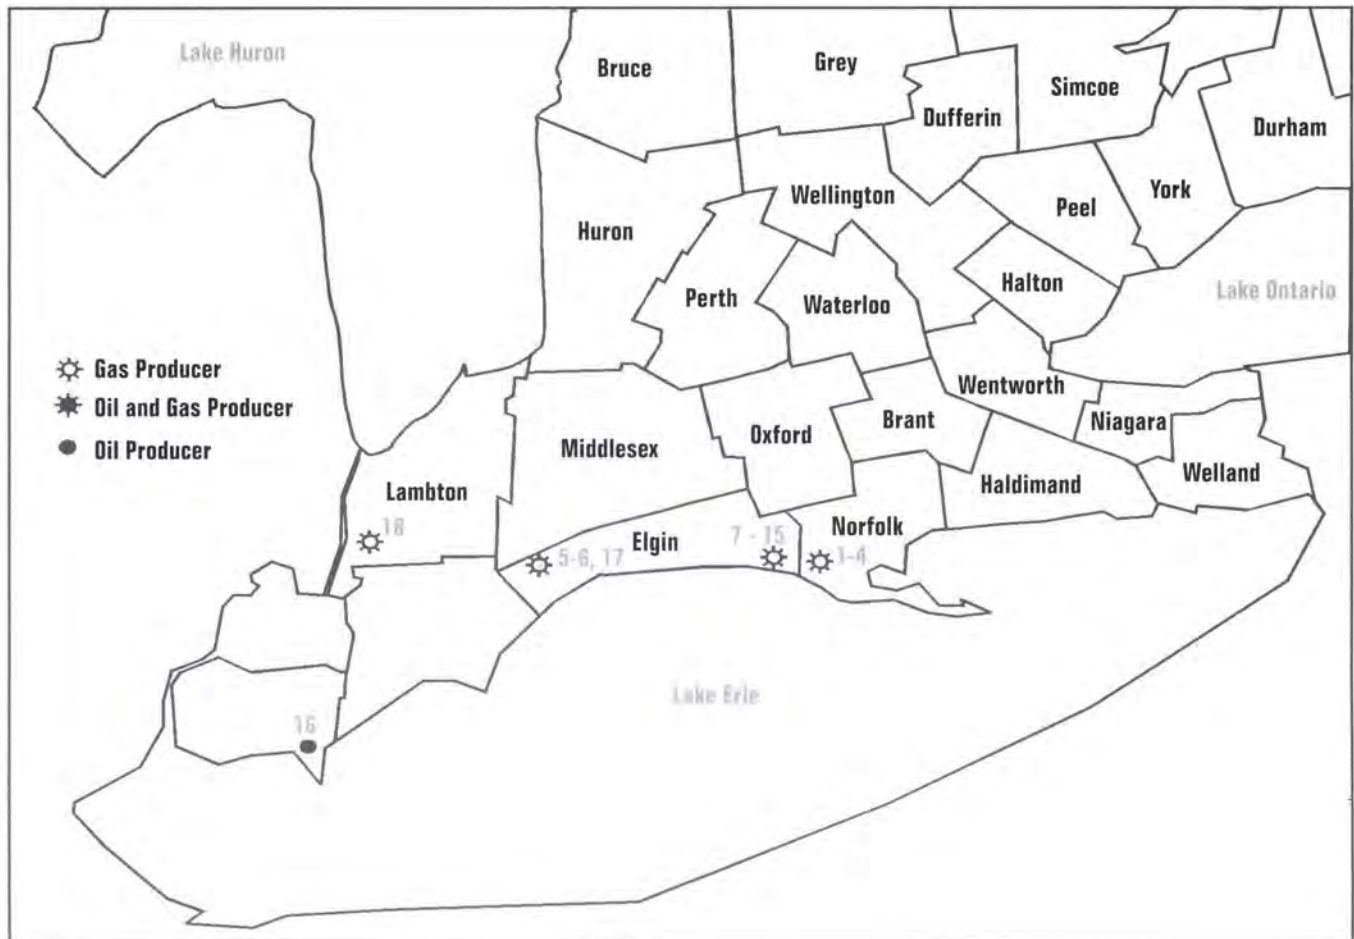 Lake Huron
Bruce
Grey
Simcoe
Dufferin
Durham
Wellington
York
Peel
Huron
Halton
Lake Ontario
Perth
Waterloo
Gas Producer
Wentworth
Oil and Gas Producer
Niagara
Brant
Oxford
Oil Producer
Middlesex
Welland
Haldimand
Lambton
18
Norfolk
Elgin
7 - 15
5-6, 17
1-4
Lake Erie
16